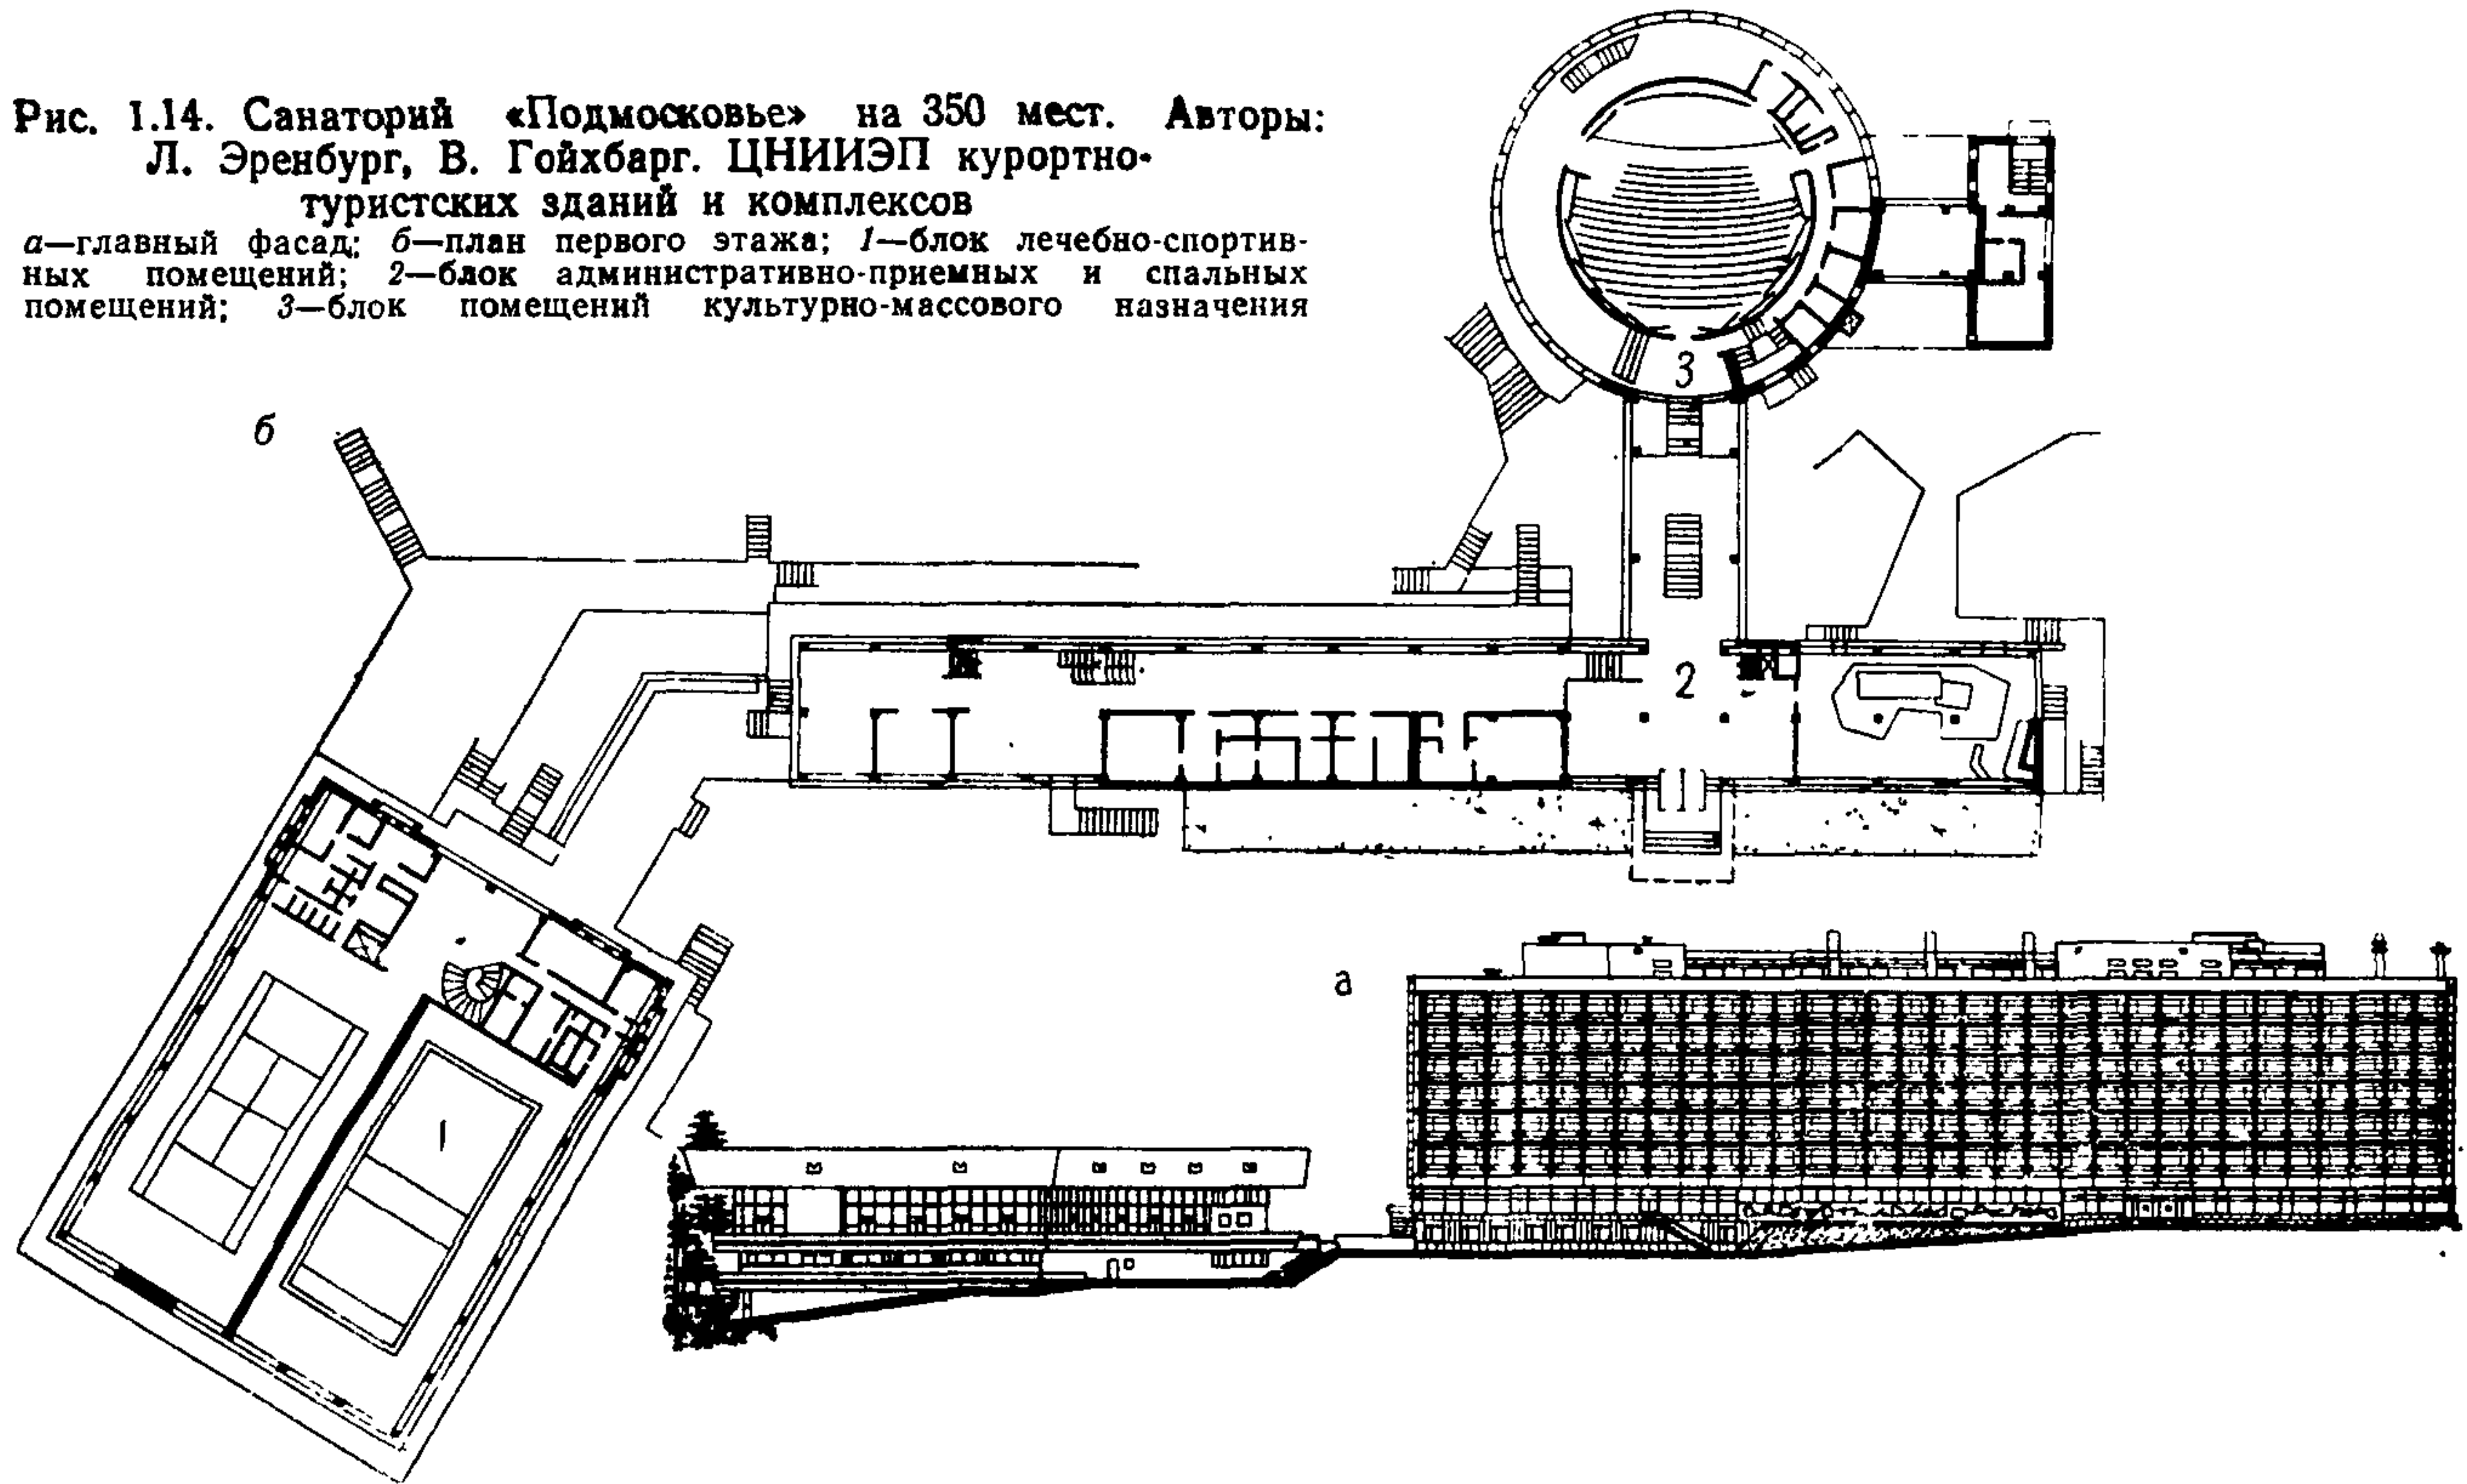 Рис. 1.14. Санаторий «Подмосковье» на 350 мест. Авторы:
Л. Эренбург, В. Гойхбарг. ЦНИИЭП курортно-
туристских зданий и комплексов
а—главный фасад; б—план первого этажа; 1—блок лечебно-спортив-
ных помещений; 2—блок административно-приемных и спальных
помещений; 3—блок помещений культурно-массового назначения
3
б
2
а
1